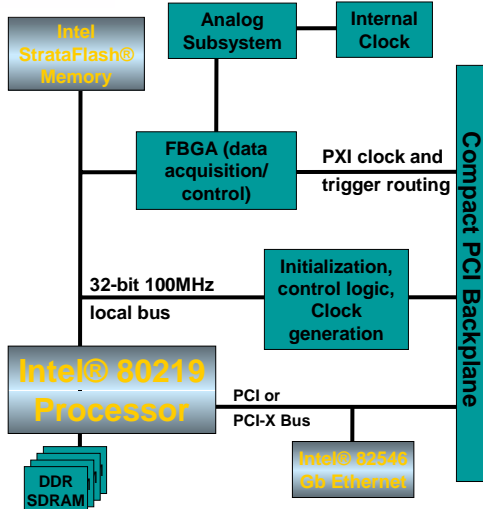 Intel
StrataFlash®
Memory
Analog
Subsystem
Internal
Clock
FBGA (data
acquisition/
control)
PXI clock and
trigger routing
Compact PCI Backplane
32-bit 100MHz
local bus
Initialization,
control logic,
Clock
generation
Intel® 80219
Processor
PCI or
PCI-X Bus
Intel® 82546
Gb Ethernet
DDR
SDRAM